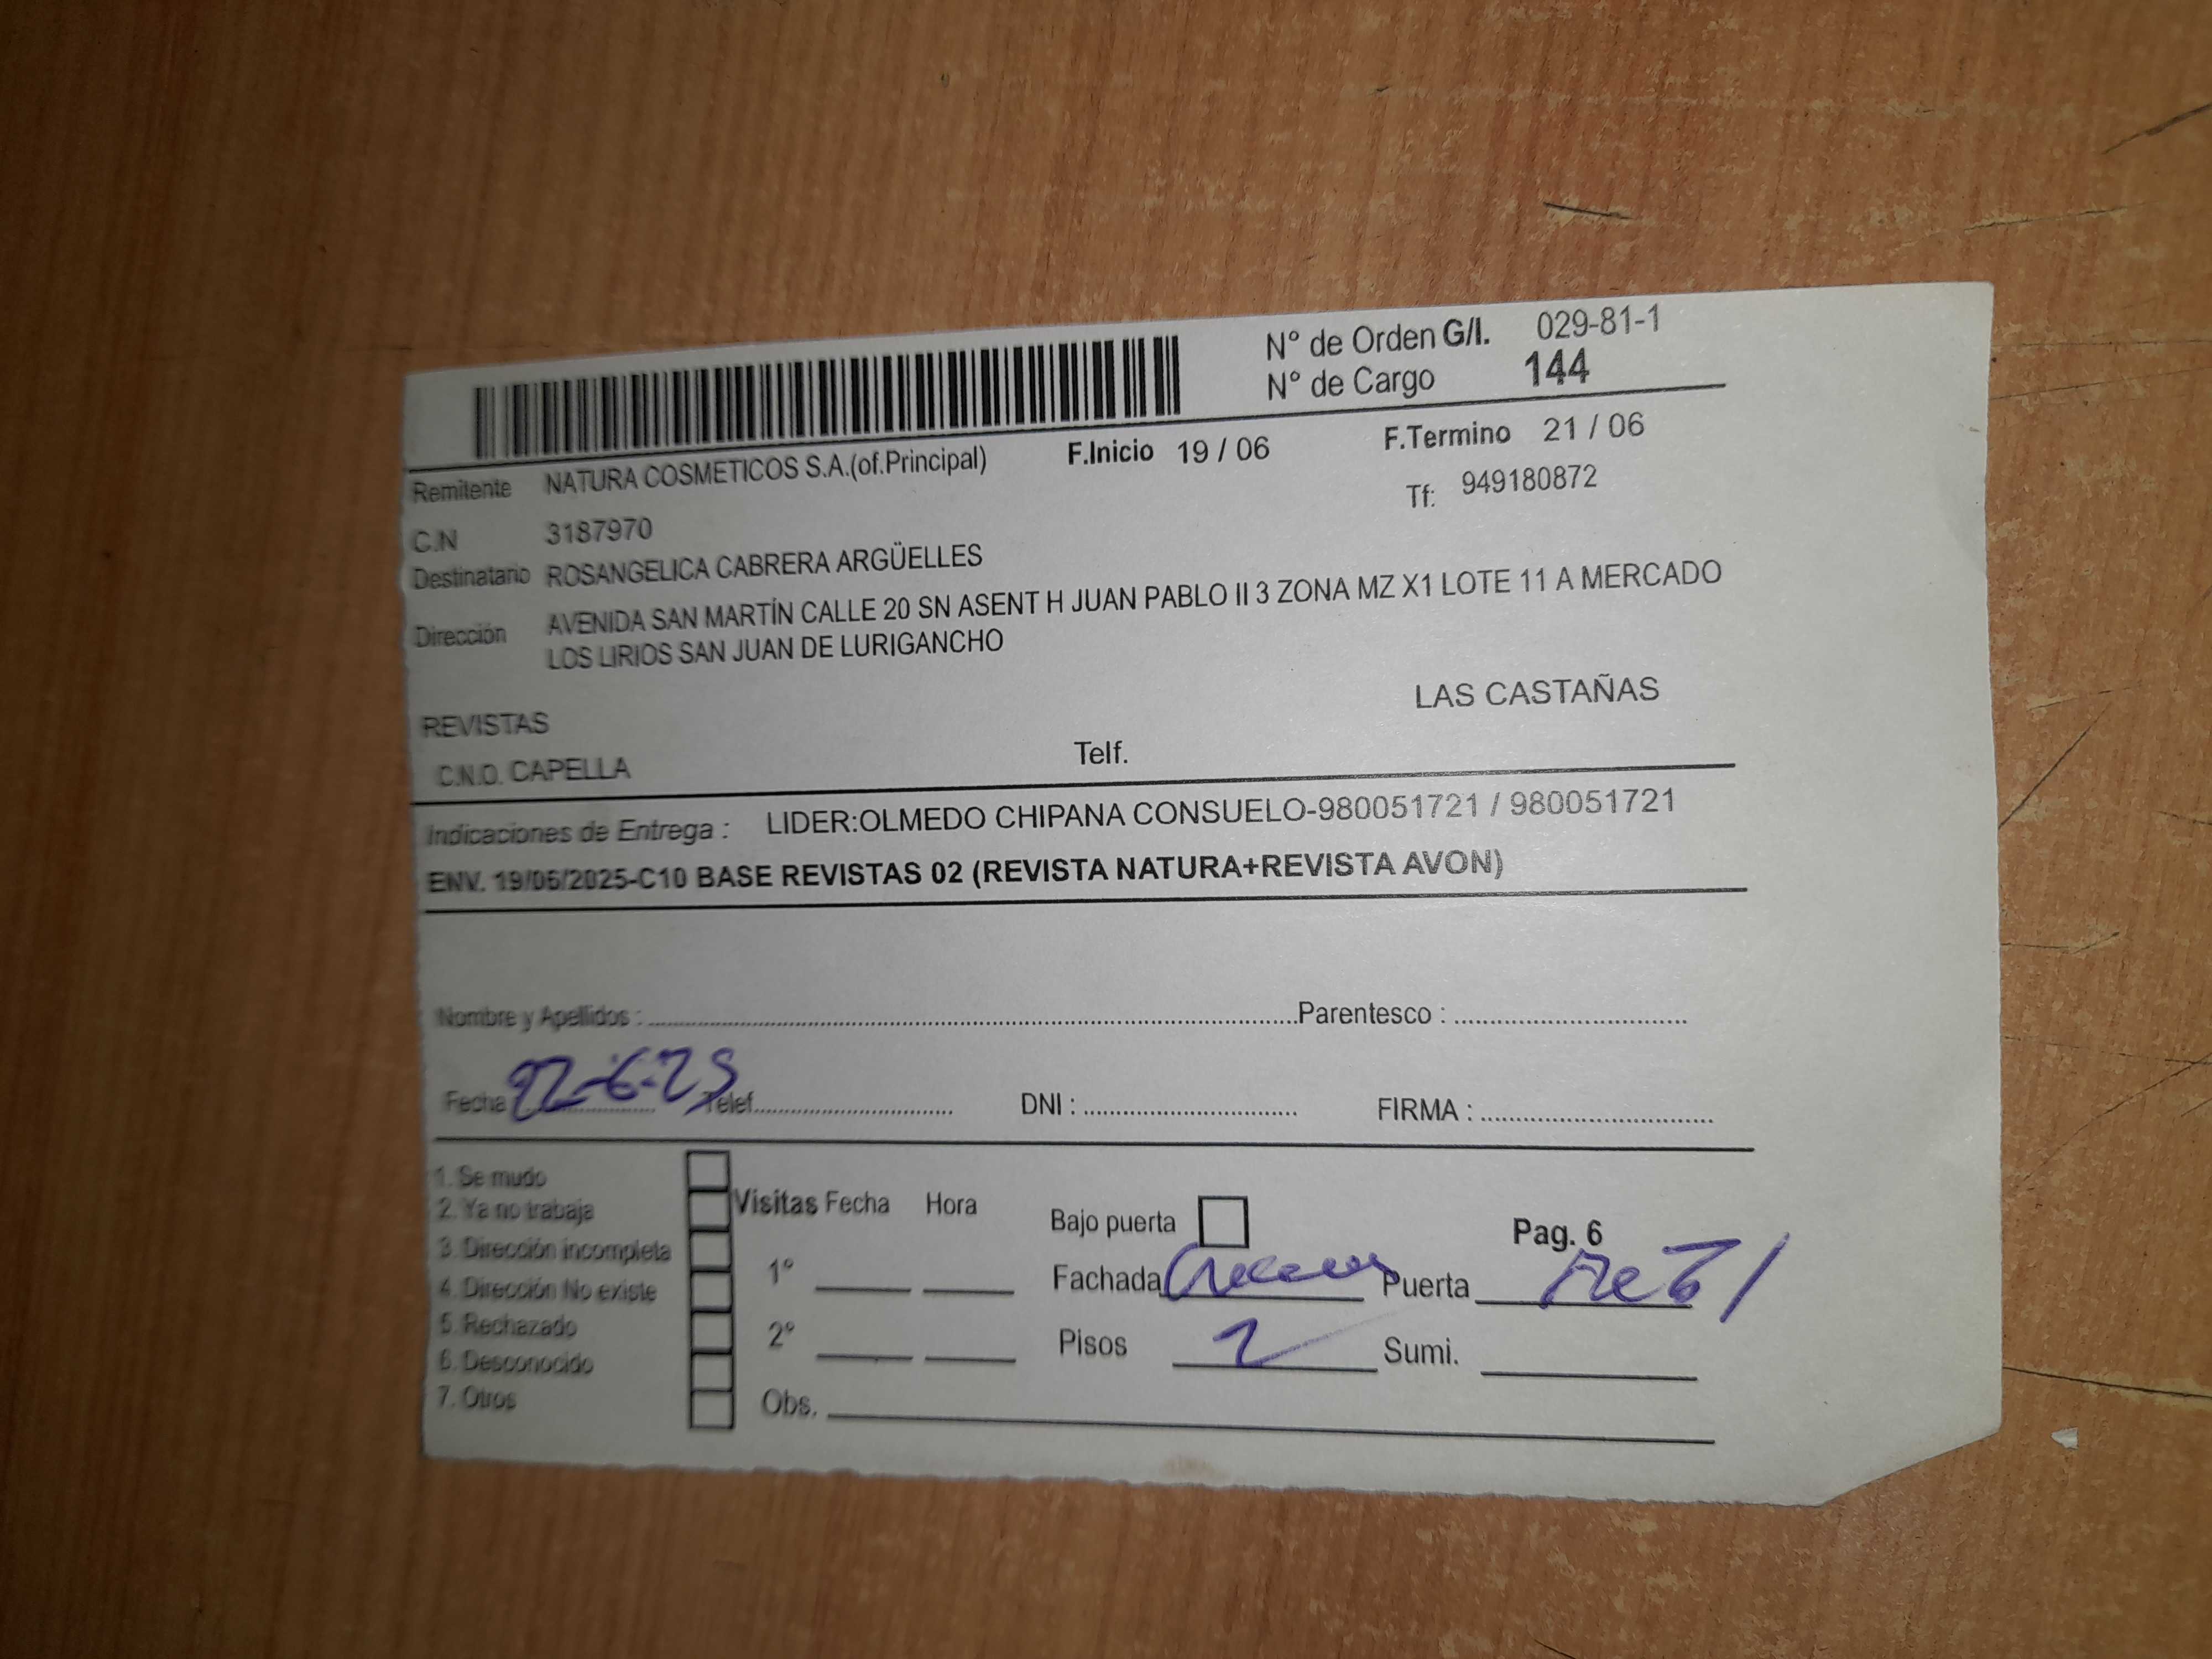 N° de Orden G/I. 029-81-1
N° de Cargo 144
F.Inicio 19 / 06 F.Termino 21 / 06
Remitente NATURA COSMETICOS S.A.(of.Principal)
Tf: 949180872
C.N 3187970
Destinatario ROSANGELICA CABRERA ARGÜELLES
Dirección AVENIDA SAN MARTÍN CALLE 20 SN ASENT H JUAN PABLO II 3 ZONA MZ X1 LOTE 11 A MERCADO
LOS LIRIOS SAN JUAN DE LURIGANCHO
LAS CASTAÑAS
REVISTAS
C.N.O. CAPELLA Telf.
Indicaciones de Entrega : LIDER:OLMEDO CHIPANA CONSUELO-980051721 / 980051721
ENV. 19/06/2025-C10 BASE REVISTAS 02 (REVISTA NATURA+REVISTA AVON)
Nombre y Apellidos : Parentesco :
Fecha 22-6-25 Telef. DNI : FIRMA :
1. Se mudo
2. Ya no trabaja
3. Dirección incompleta
4. Dirección No existe
5. Rechazado
6. Desconocido
7. Otros
Visitas Fecha Hora
1°
2°
Obs.
Bajo puerta Pag. 6
Fachada Puerta
Pisos 2 Sumi.